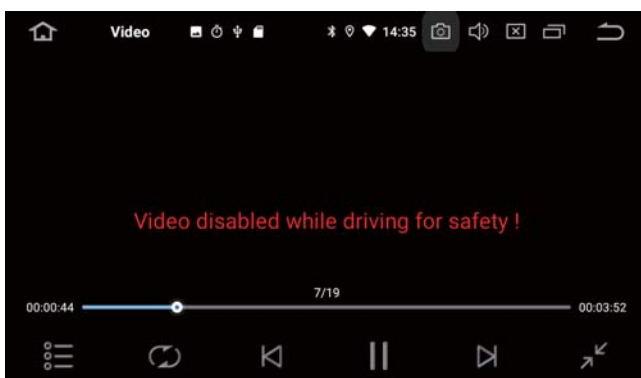 Video 14:35
Video disabled while driving for safety !
7/19
00:00:44 00:03:52